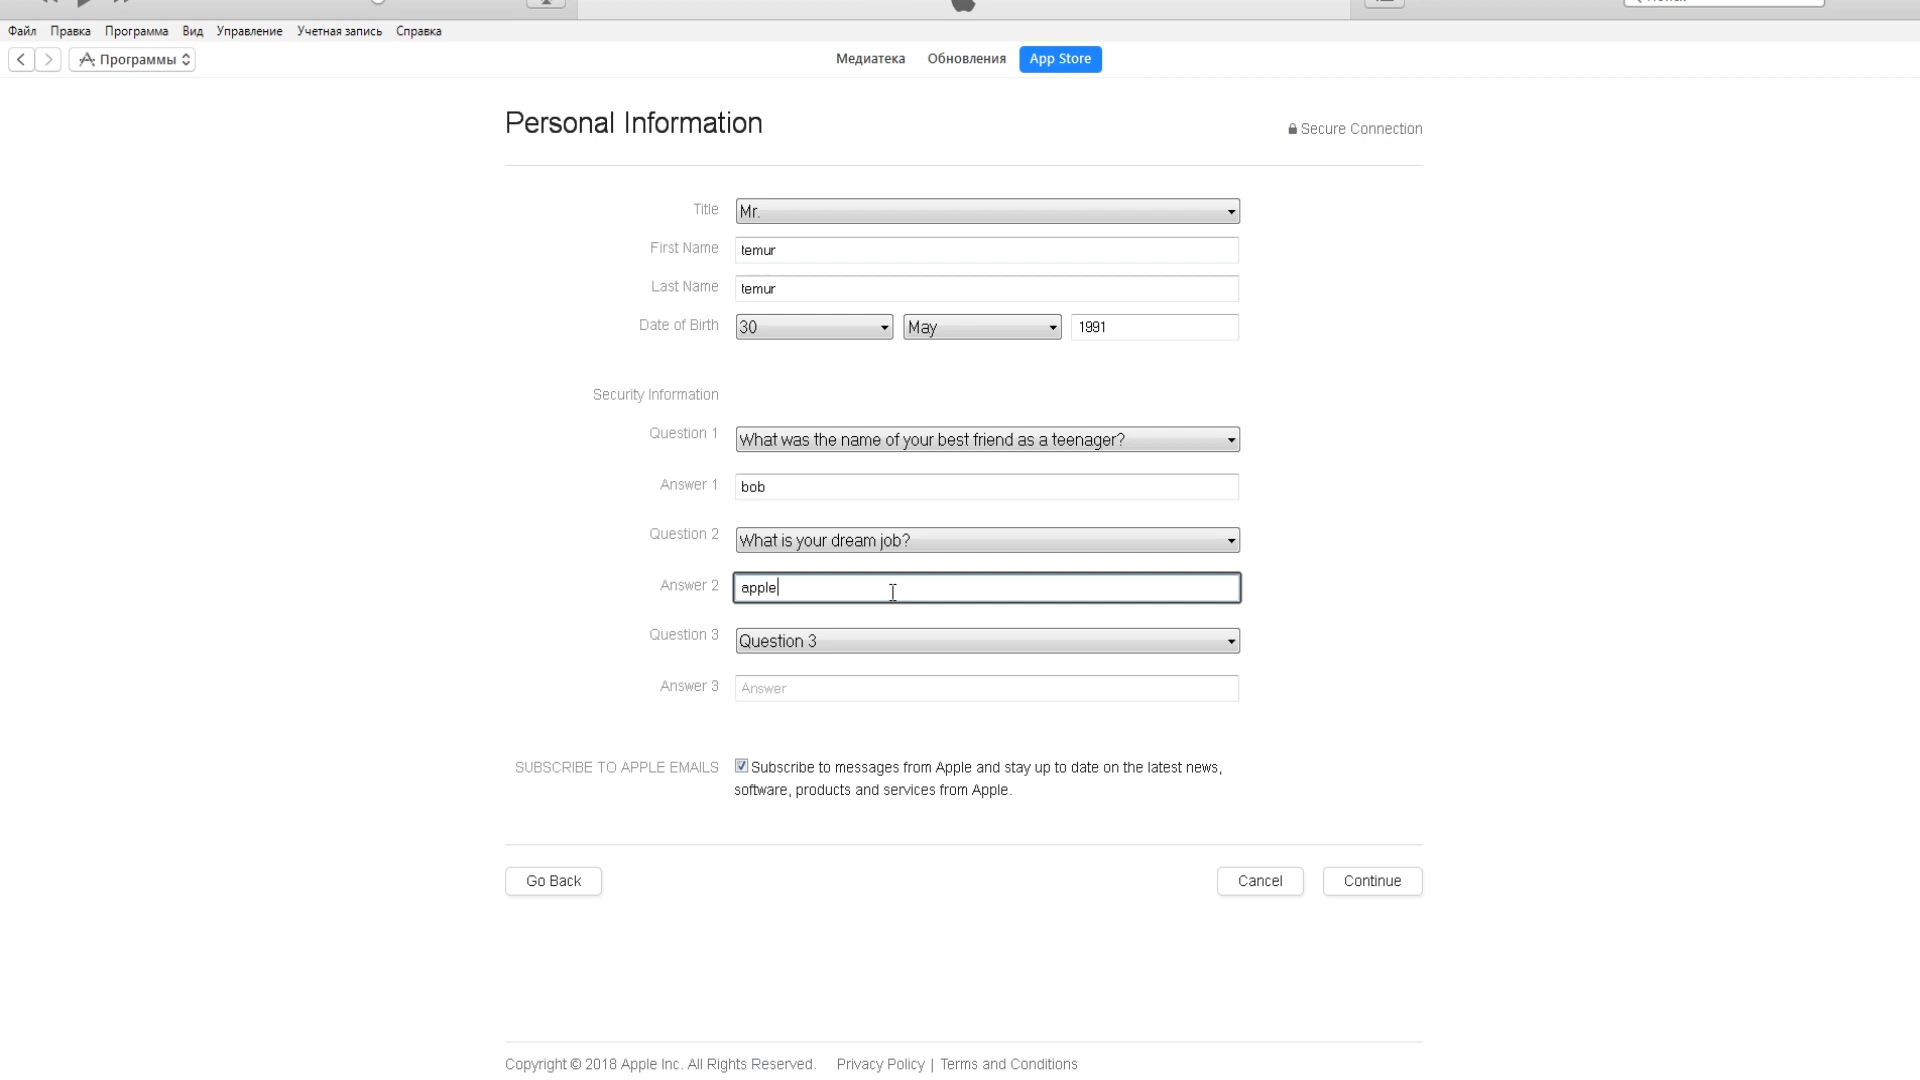 Файл Правка Программа Вид Управление Учетная запись Справка
Программы Медиатека Обновления App Store
Personal Information
Secure Connection
Title Mr.
First Name temur
Last Name temur
Date of Birth 30 May 1991
Security Information
Question 1 What was the name of your best friend as a teenager?
Answer 1 bob
Question 2 What is your dream job?
Answer 2 apple
Question 3 Question 3
Answer 3 Answer
SUBSCRIBE TO APPLE EMAILS Subscribe to messages from Apple and stay up to date on the latest news,
software, products and services from Apple.
Go Back Cancel Continue
Copyright © 2018 Apple Inc. All Rights Reserved. Privacy Policy | Terms and Conditions